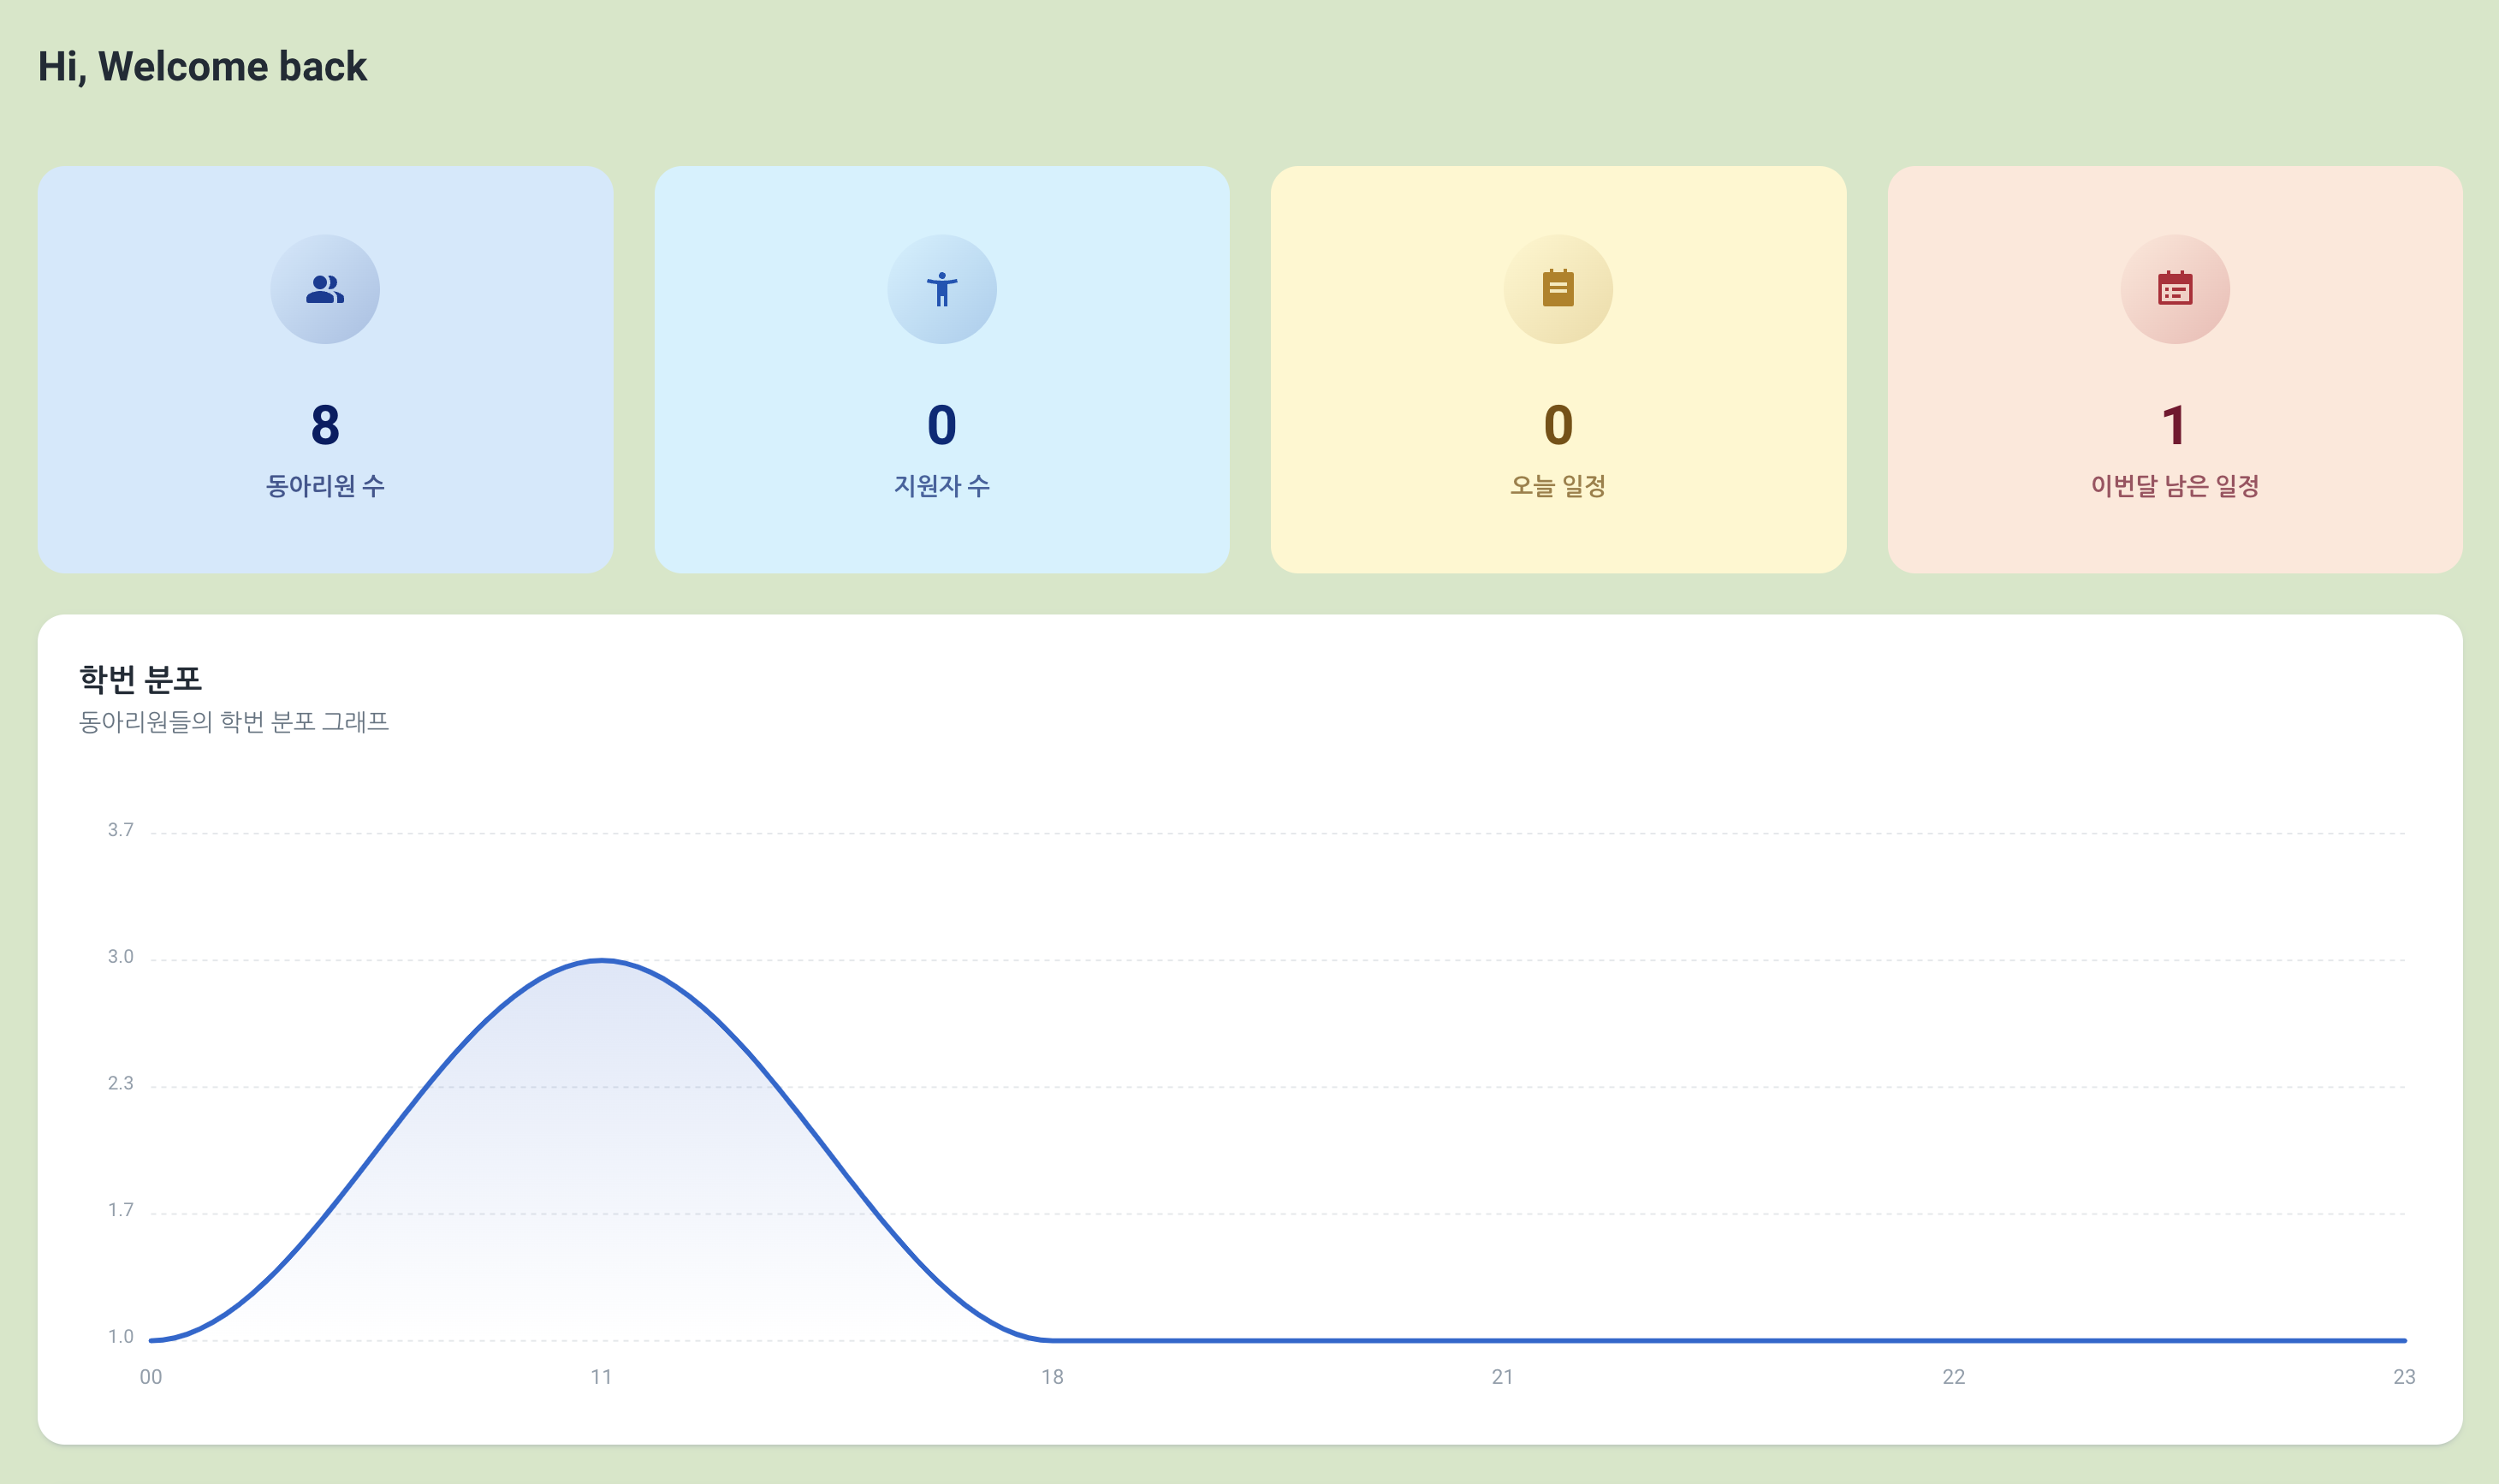 Hi, Welcome back
8
동아리원 수
0
지원자 수
0
오늘 일정
1
이번달 남은 일정
학번 분포
동아리원들의 학번 분포 그래프
3.7
3.0
2.3
1.7
1.0
00 11 18 21 22 23